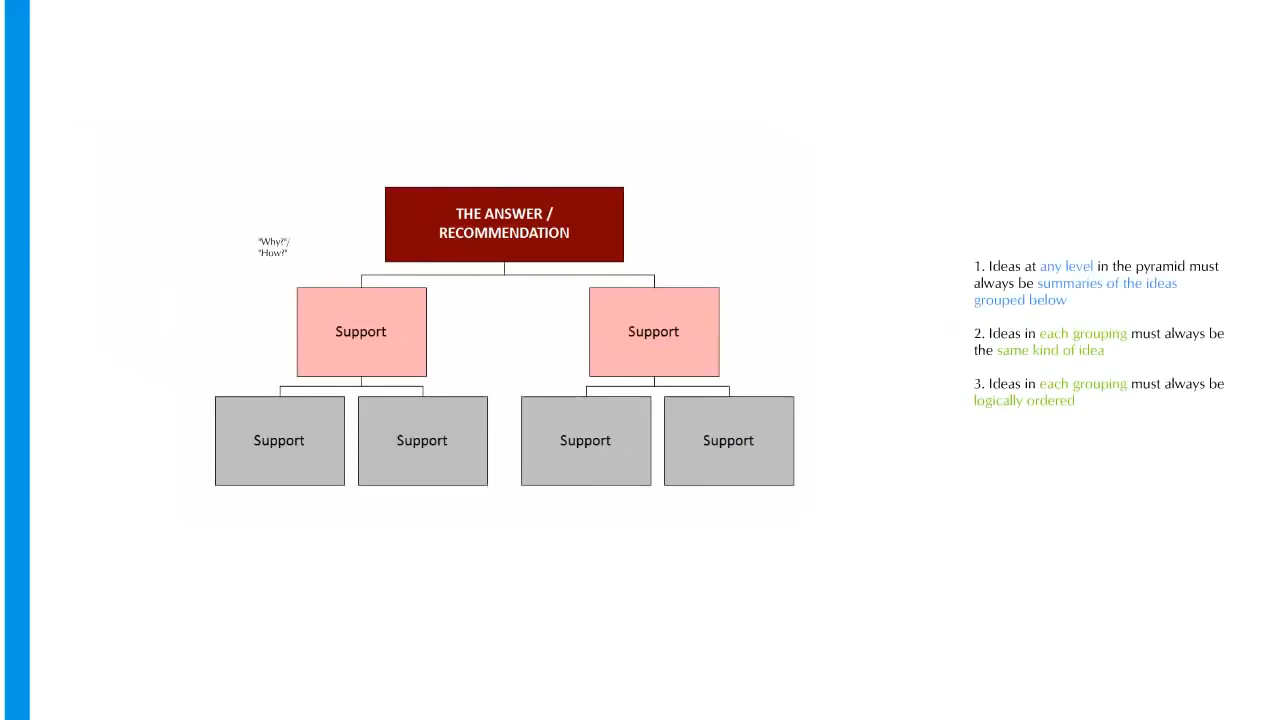 THE ANSWER /
RECOMMENDATION
"Why?"/
"How?"
Support
Support
Support
Support
Support
Support
1. Ideas at any level in the pyramid must
always be summaries of the ideas
grouped below
2. Ideas in each grouping must always be
the same kind of idea
3. Ideas in each grouping must always be
logically ordered